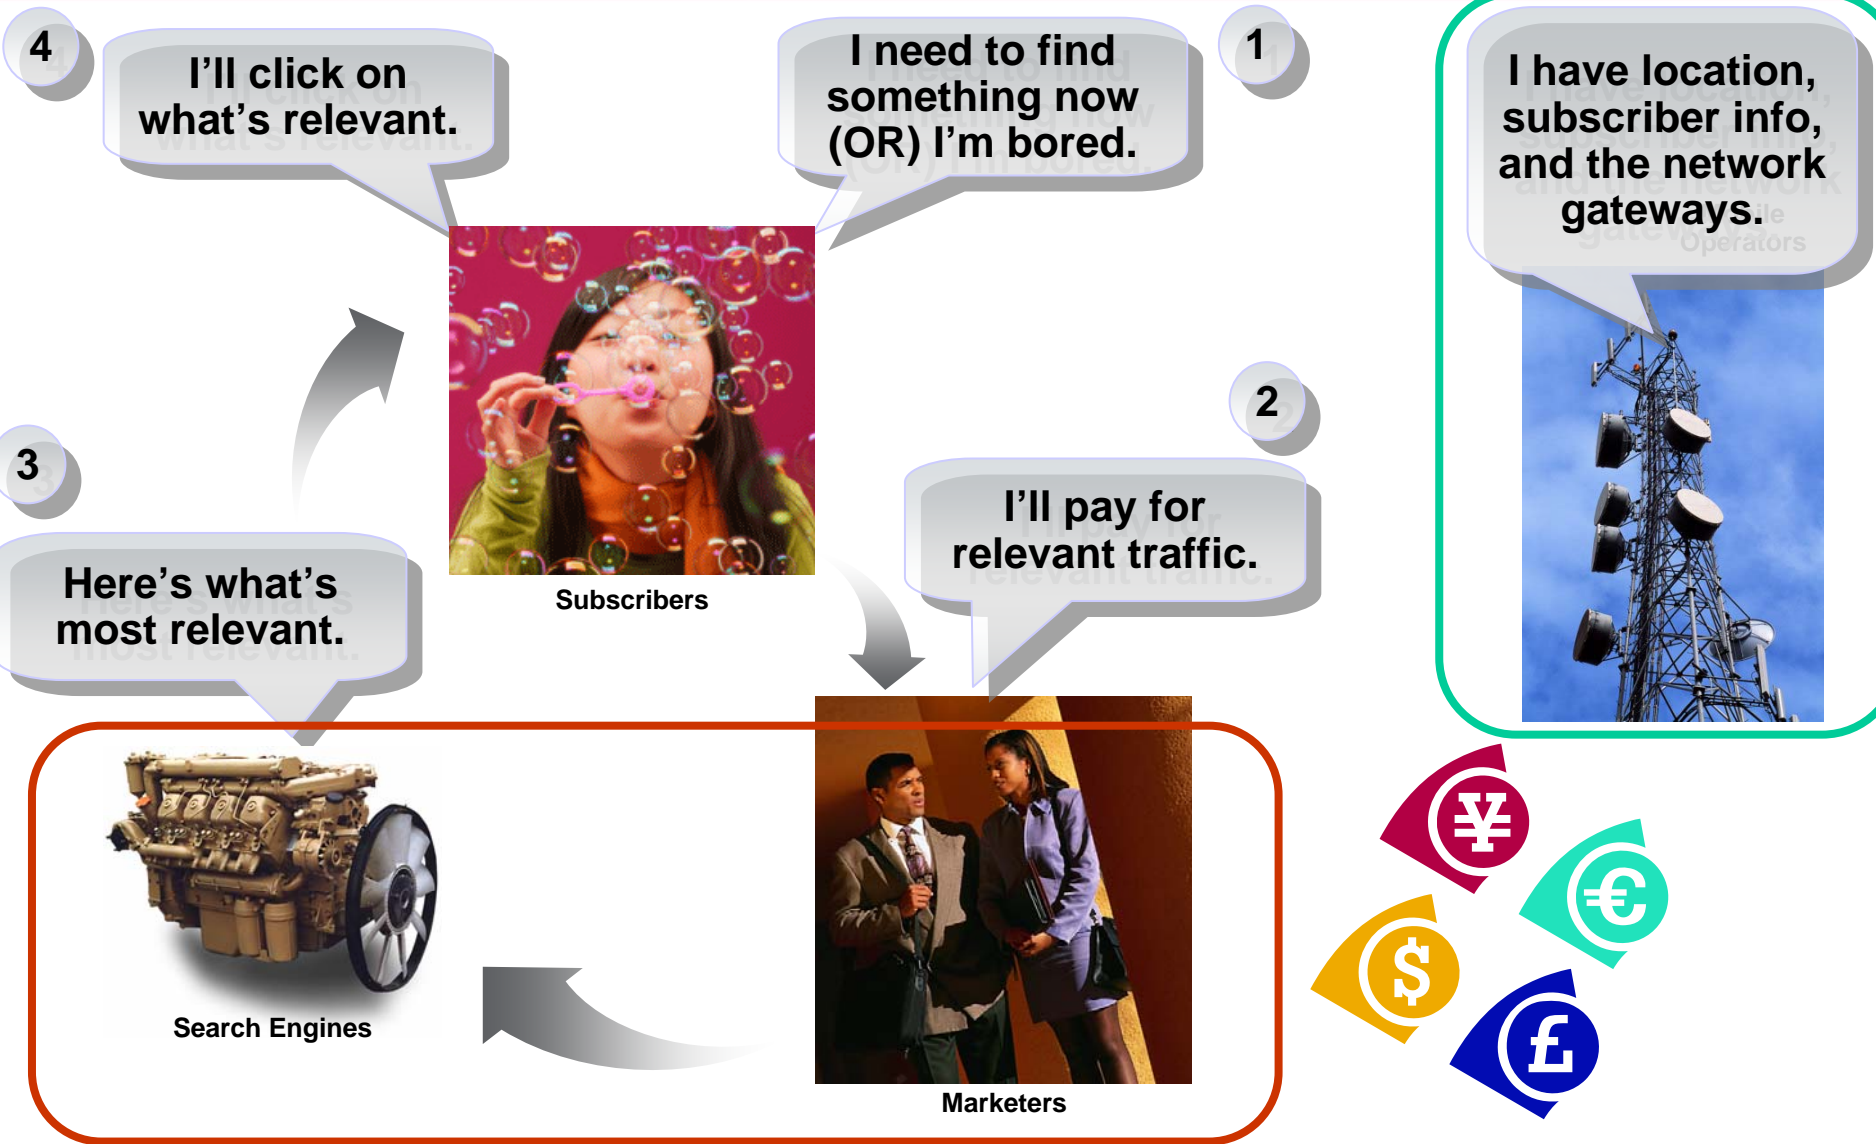 4
I'll click on
what's relevant.
I need to find
something now
(OR) I'm bored.
1
I have location,
subscriber info,
and the network
gateways.
Operators
2
I'll pay for
relevant traffic.
3
Here's what's
most relevant.
Subscribers
Search Engines
Marketers
¥
€
$
£